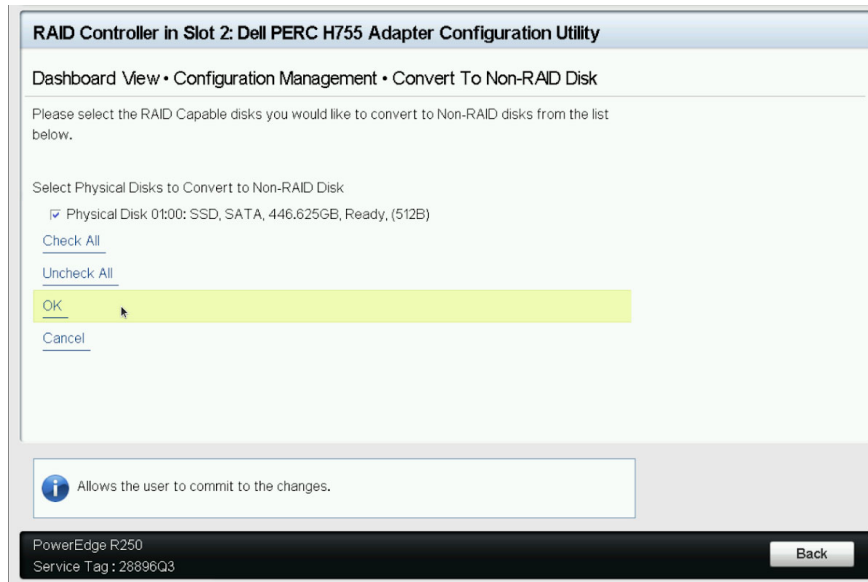 RAID Controller in Slot 2: Dell PERC H755 Adapter Configuration Utility
Dashboard View • Configuration Management • Convert To Non-RAID Disk
Please select the RAID Capable disks you would like to convert to Non-RAID disks from the list
below.
Select Physical Disks to Convert to Non-RAID Disk
Physical Disk 01:00: SSD, SATA, 446.625GB, Ready, (512B)
Check All
Uncheck All
OK
Cancel
Allows the user to commit to the changes.
PowerEdge R250
Service Tag : 28896Q3
Back